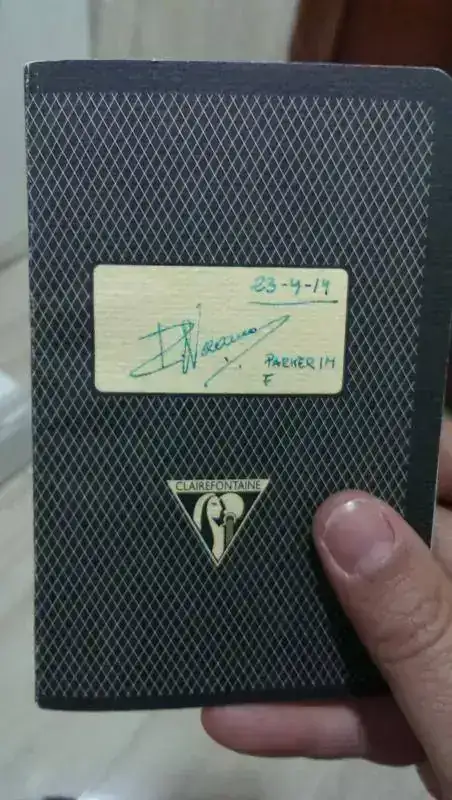 23-4-19
PARKER IM
F
CLAIREFONTAINE